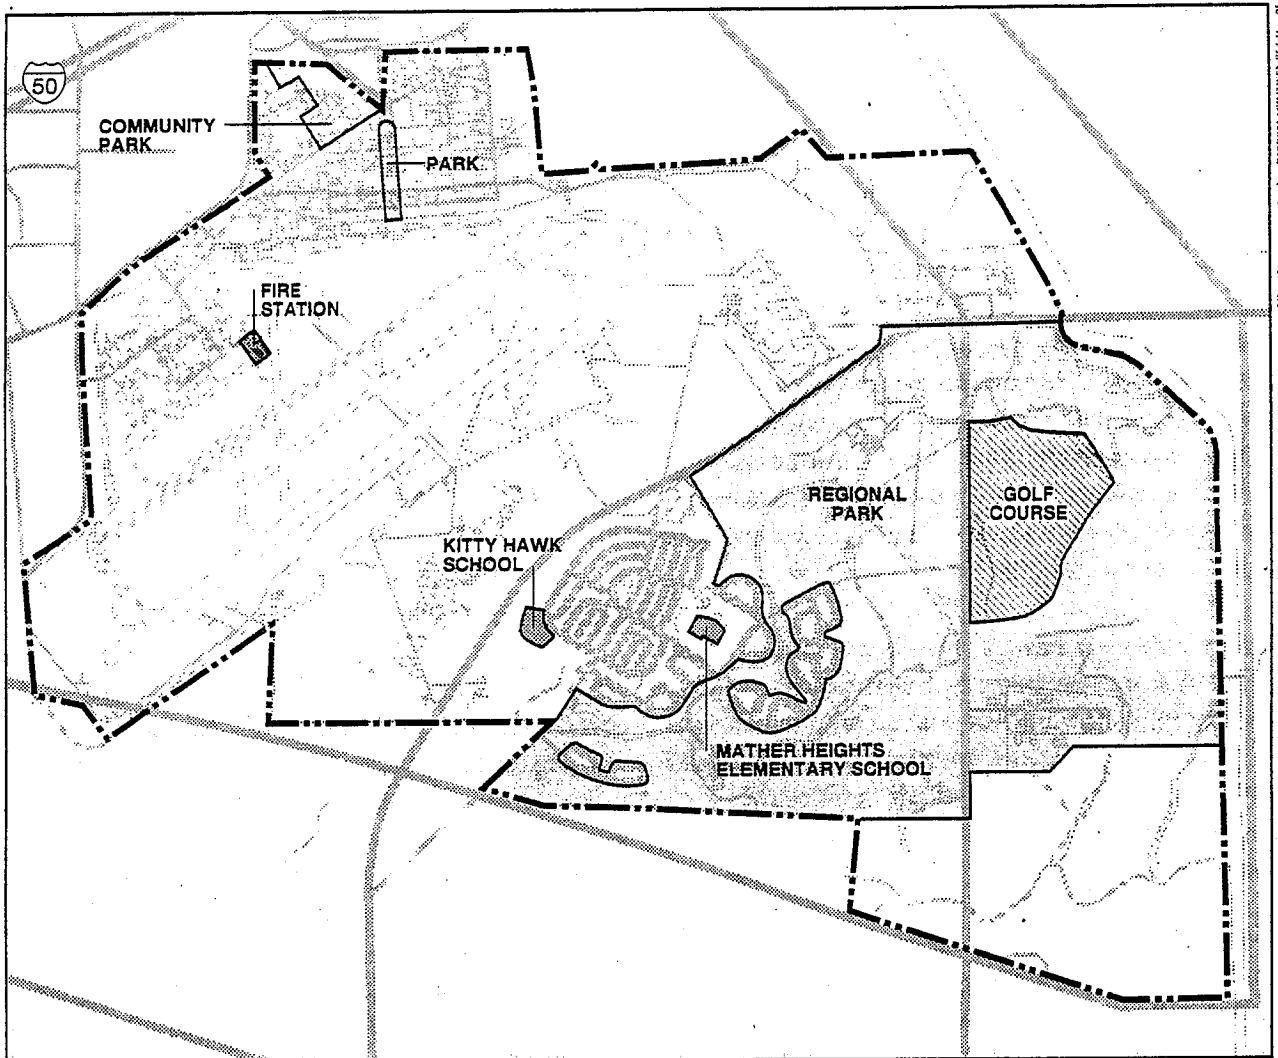 50
COMMUNITY
PARK
PARK
FIRE
STATION
REGIONAL
PARK
GOLF
COURSE
KITTY HAWK
SCHOOL
MATHER HEIGHTS
ELEMENTARY SCHOOL